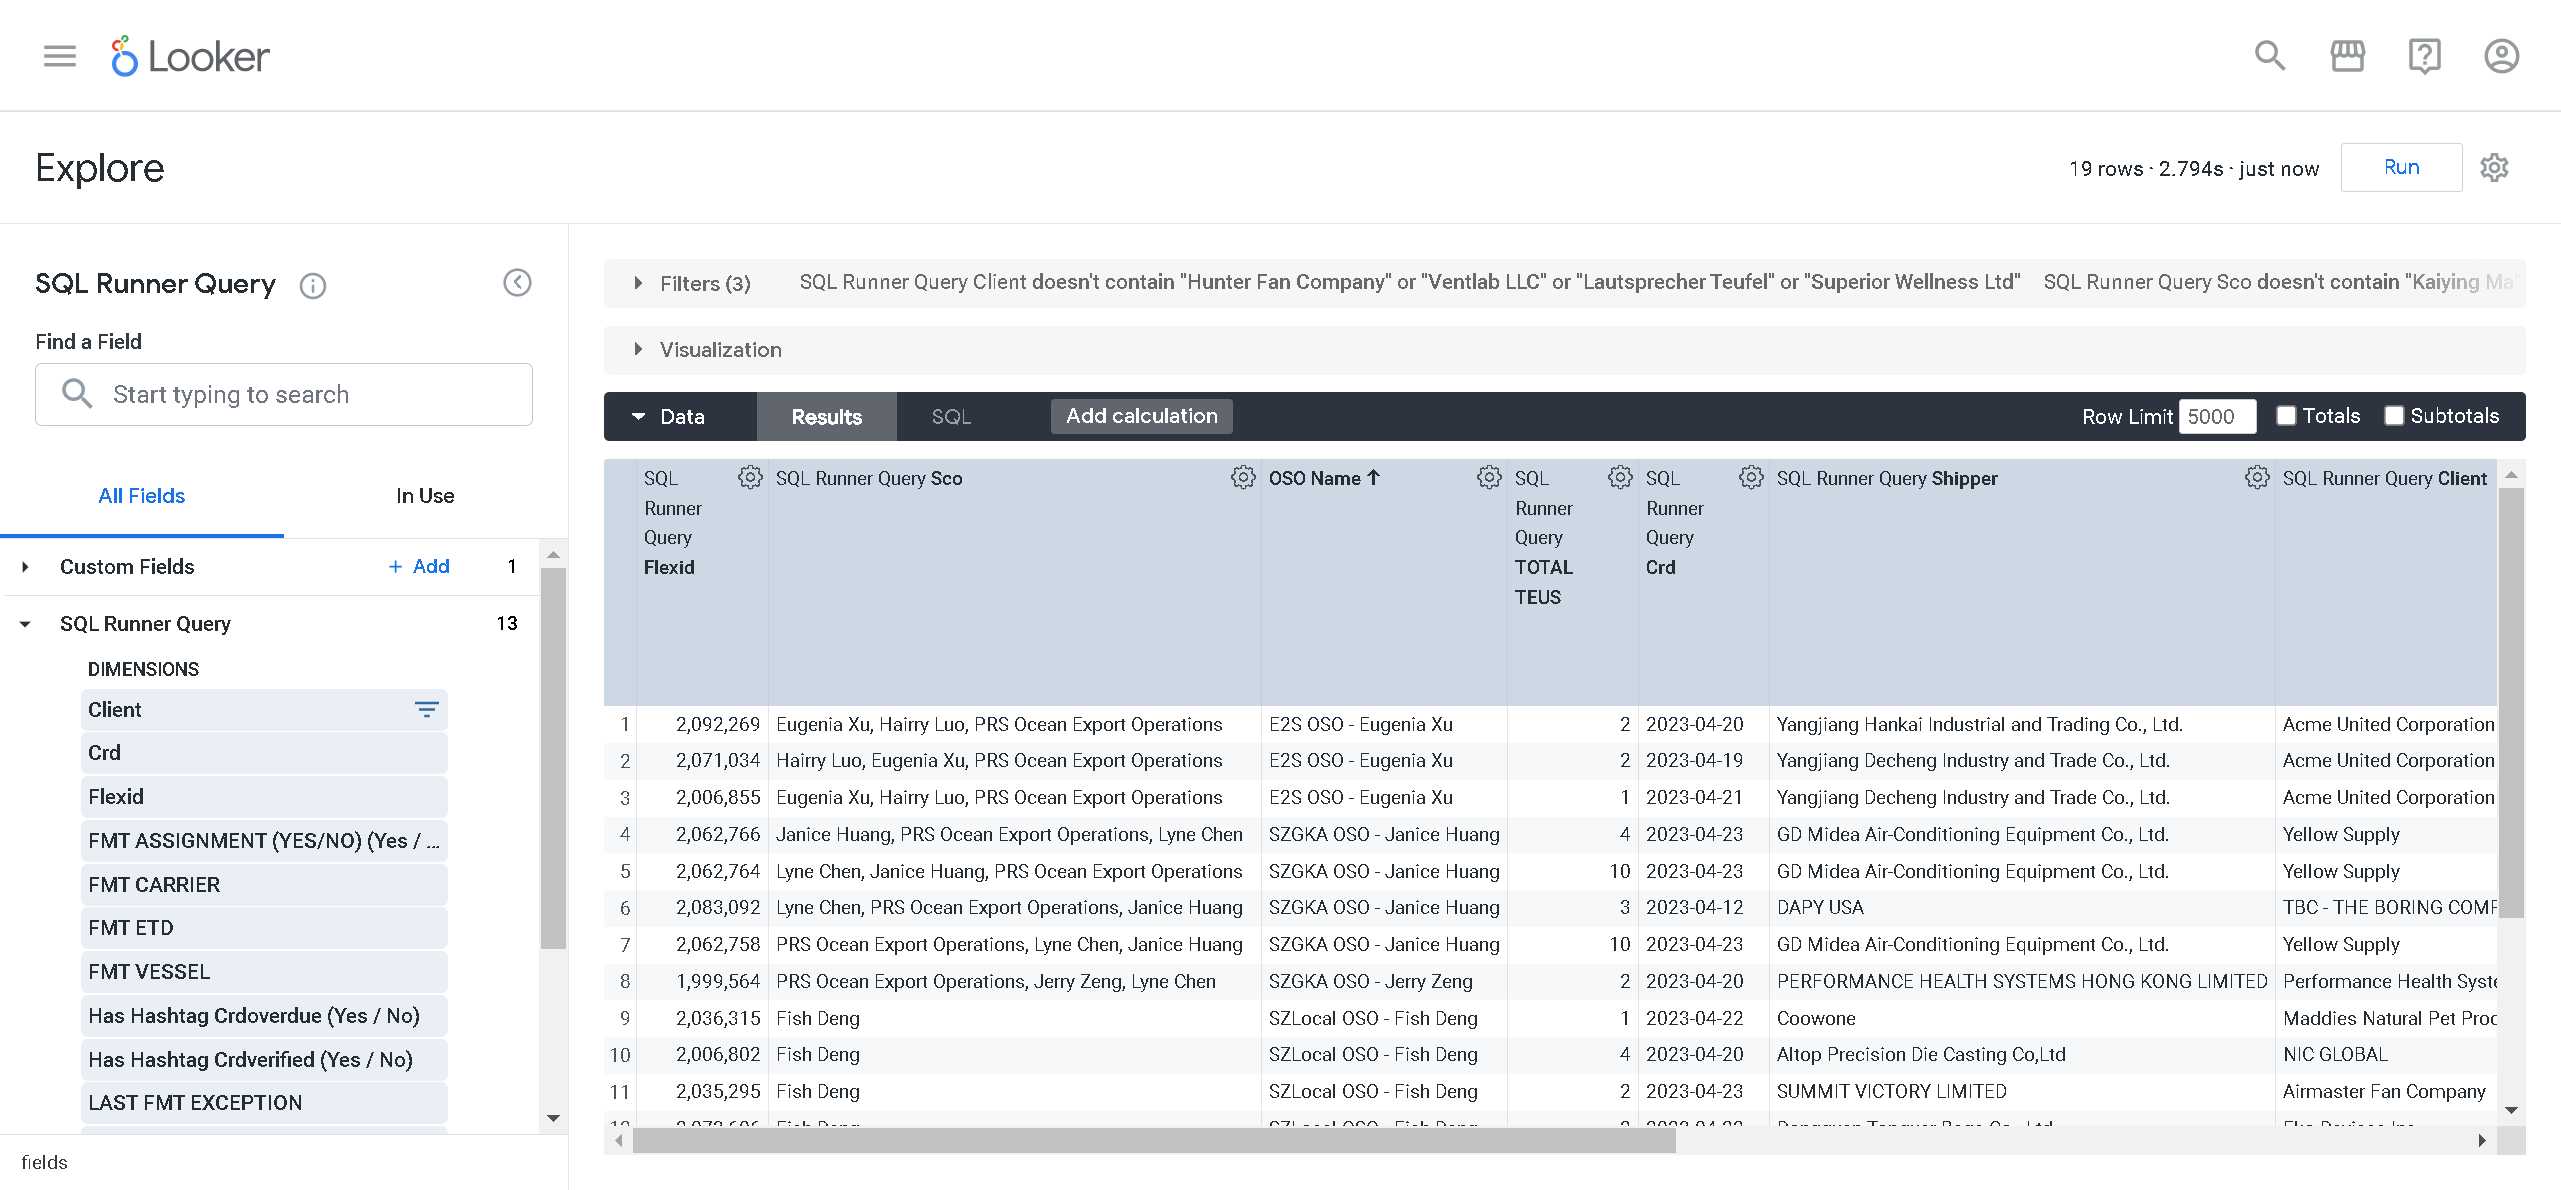 Looker
Explore
19 rows · 2.794s · just now
Run
SQL Runner Query
Find a Field
Start typing to search
All Fields
In Use
Custom Fields
+ Add
1
SQL Runner Query
13
DIMENSIONS
Client
Crd
Flexid
FMT ASSIGNMENT (YES/NO) (Yes / ...
FMT CARRIER
FMT ETD
FMT VESSEL
Has Hashtag Crdoverdue (Yes / No)
Has Hashtag Crdverified (Yes / No)
LAST FMT EXCEPTION
fields
Filters (3) SQL Runner Query Client doesn't contain "Hunter Fan Company" or "Ventlab LLC" or "Lautsprecher Teufel" or "Superior Wellness Ltd" SQL Runner Query Sco doesn't contain "Kaiying Ma
Visualization
Data
Results
SQL
Add calculation
Row Limit 5000
Totals
Subtotals
SQL Runner Query Flexid
SQL Runner Query Sco
OSO Name ↑
SQL Runner Query TOTAL TEUS
SQL Runner Query Crd
SQL Runner Query Shipper
SQL Runner Query Client
1 2,092,269 Eugenia Xu, Hairry Luo, PRS Ocean Export Operations E2S OSO - Eugenia Xu 2 2023-04-20 Yangjiang Hankai Industrial and Trading Co., Ltd. Acme United Corporation
2 2,071,034 Hairry Luo, Eugenia Xu, PRS Ocean Export Operations E2S OSO - Eugenia Xu 2 2023-04-19 Yangjiang Decheng Industry and Trade Co., Ltd. Acme United Corporation
3 2,006,855 Eugenia Xu, Hairry Luo, PRS Ocean Export Operations E2S OSO - Eugenia Xu 1 2023-04-21 Yangjiang Decheng Industry and Trade Co., Ltd. Acme United Corporation
4 2,062,766 Janice Huang, PRS Ocean Export Operations, Lyne Chen SZGKA OSO - Janice Huang 4 2023-04-23 GD Midea Air-Conditioning Equipment Co., Ltd. Yellow Supply
5 2,062,764 Lyne Chen, Janice Huang, PRS Ocean Export Operations SZGKA OSO - Janice Huang 10 2023-04-23 GD Midea Air-Conditioning Equipment Co., Ltd. Yellow Supply
6 2,083,092 Lyne Chen, PRS Ocean Export Operations, Janice Huang SZGKA OSO - Janice Huang 3 2023-04-12 DAPY USA TBC - THE BORING COMP
7 2,062,758 PRS Ocean Export Operations, Lyne Chen, Janice Huang SZGKA OSO - Janice Huang 10 2023-04-23 GD Midea Air-Conditioning Equipment Co., Ltd. Yellow Supply
8 1,999,564 PRS Ocean Export Operations, Jerry Zeng, Lyne Chen SZGKA OSO - Jerry Zeng 2 2023-04-20 PERFORMANCE HEALTH SYSTEMS HONG KONG LIMITED Performance Health Syste
9 2,036,315 Fish Deng SZLocal OSO - Fish Deng 1 2023-04-22 Coowone Maddies Natural Pet Proc
10 2,006,802 Fish Deng SZLocal OSO - Fish Deng 4 2023-04-20 Altop Precision Die Casting Co,Ltd NIC GLOBAL
11 2,035,295 Fish Deng SZLocal OSO - Fish Deng 2 2023-04-23 SUMMIT VICTORY LIMITED Airmaster Fan Company